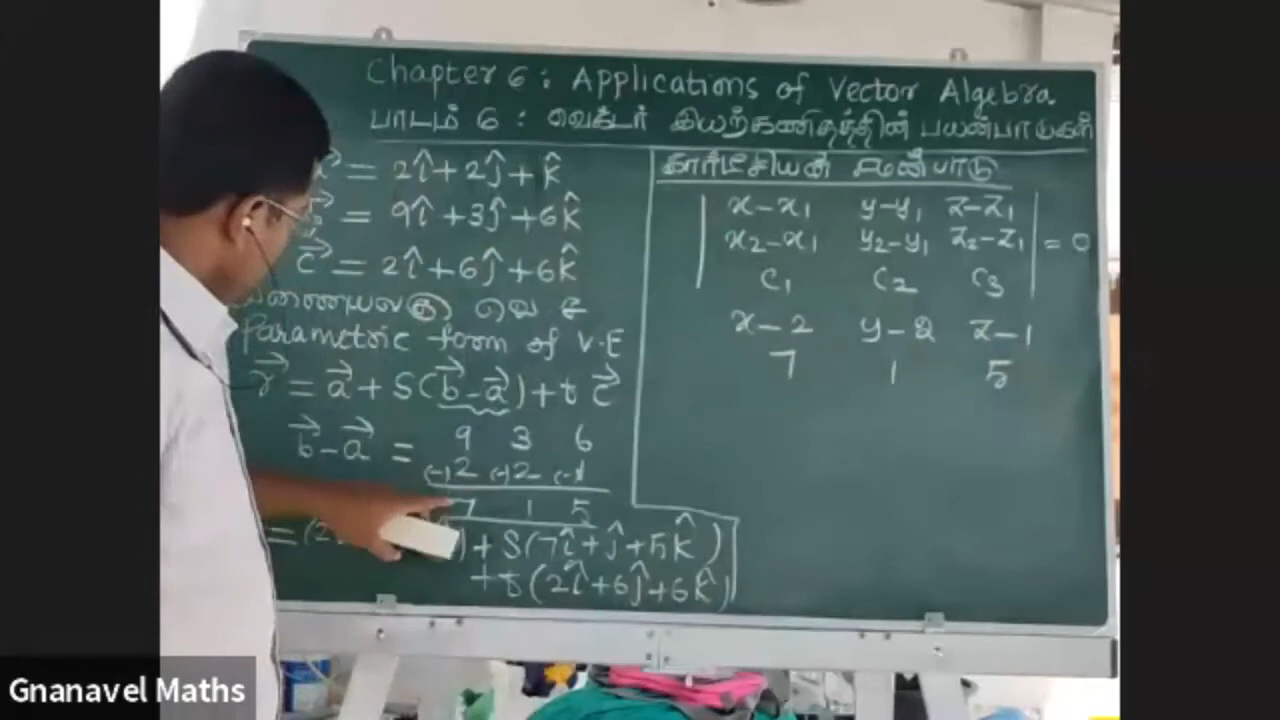 Chapter 6 : Applications of Vector Algebra
பாடம் 6 : வெக்டர் இயற்கணிதத்தின் பயன்பாடுகள்
= 2î + 2ĵ + k̂
= 9î + 3ĵ + 6k̂
c⃗ = 2î + 6ĵ + 6k̂
வெ ச
Parametric form of V.E
r⃗ = a⃗ + s(b⃗ - a⃗) + t c⃗
b⃗ - a⃗ = 9 3 6
(-)2 (-)2 (-)1
7 1 5
= (2 ) + s(7î + ĵ + 5k̂)
+ t(2î + 6ĵ + 6k̂)
கார்டீசியன் சமன்பாடு
| x-x₁ y-y₁ z-z₁ |
| x₂-x₁ y₂-y₁ z₂-z₁ | = 0
| c₁ c₂ c₃ |
x-2 y-2 z-1
7 1 5
Gnanavel Maths